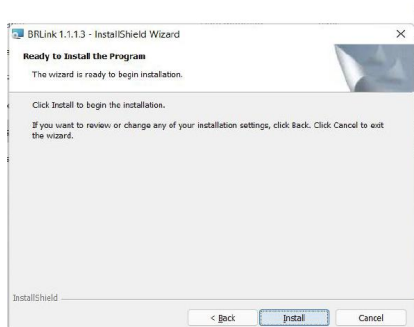 BRLink 1.1.1.3 - InstallShield Wizard
Ready to Install the Program
The wizard is ready to begin installation.
Click Install to begin the installation.
If you want to review or change any of your installation settings, click Back. Click Cancel to exit
the wizard.
InstallShield
< Back Install Cancel